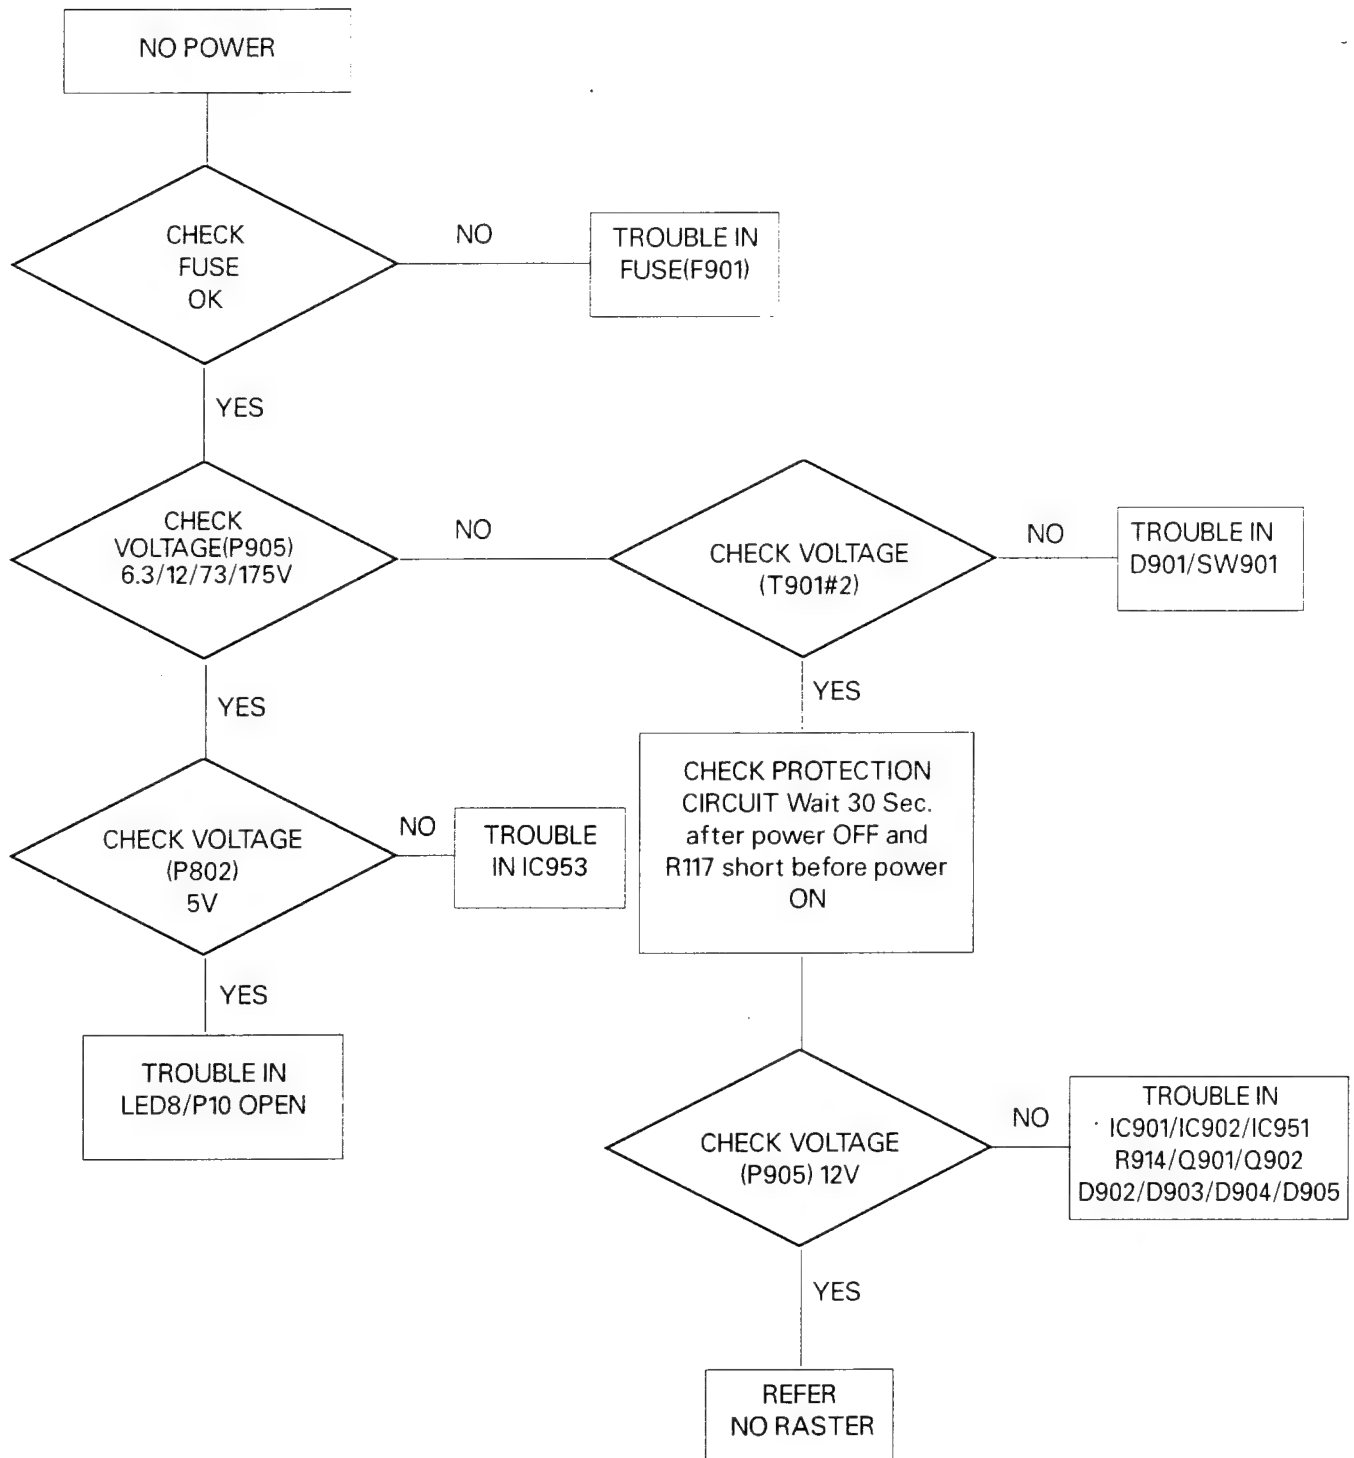 NO POWER
CHECK
FUSE
OK
NO
TROUBLE IN
FUSE(F901)
YES
CHECK
VOLTAGE(P905)
6.3/12/73/175V
NO
CHECK VOLTAGE
(T901#2)
NO
TROUBLE IN
D901/SW901
YES
YES
CHECK VOLTAGE
(P802)
5V
NO
TROUBLE
IN IC953
CHECK PROTECTION
CIRCUIT Wait 30 Sec.
after power OFF and
R117 short before power
ON
YES
TROUBLE IN
LED8/P10 OPEN
CHECK VOLTAGE
(P905) 12V
NO
TROUBLE IN
IC901/IC902/IC951
R914/Q901/Q902
D902/D903/D904/D905
YES
REFER
NO RASTER